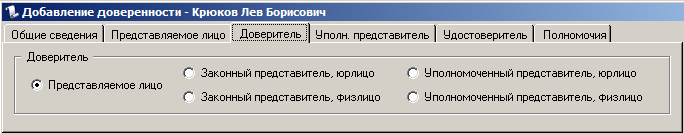 Добавление доверенности - Крюков Лев Борисович
Общие сведения Представляемое лицо Доверитель Уполн. представитель Удостоверитель Полномочия
Доверитель
Законный представитель, юрлицо Уполномоченный представитель, юрлицо
Представляемое лицо
Законный представитель, физлицо Уполномоченный представитель, физлицо